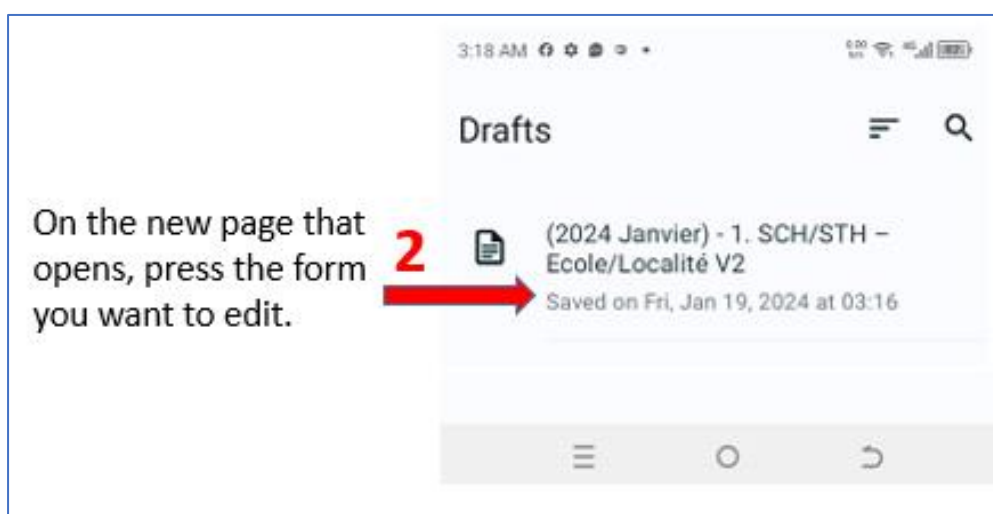 3:18 AM
Drafts
On the new page that
opens, press the form
you want to edit.
2
(2024 Janvier) - 1. SCH/STH –
Ecole/Localité V2
Saved on Fri, Jan 19, 2024 at 03:16